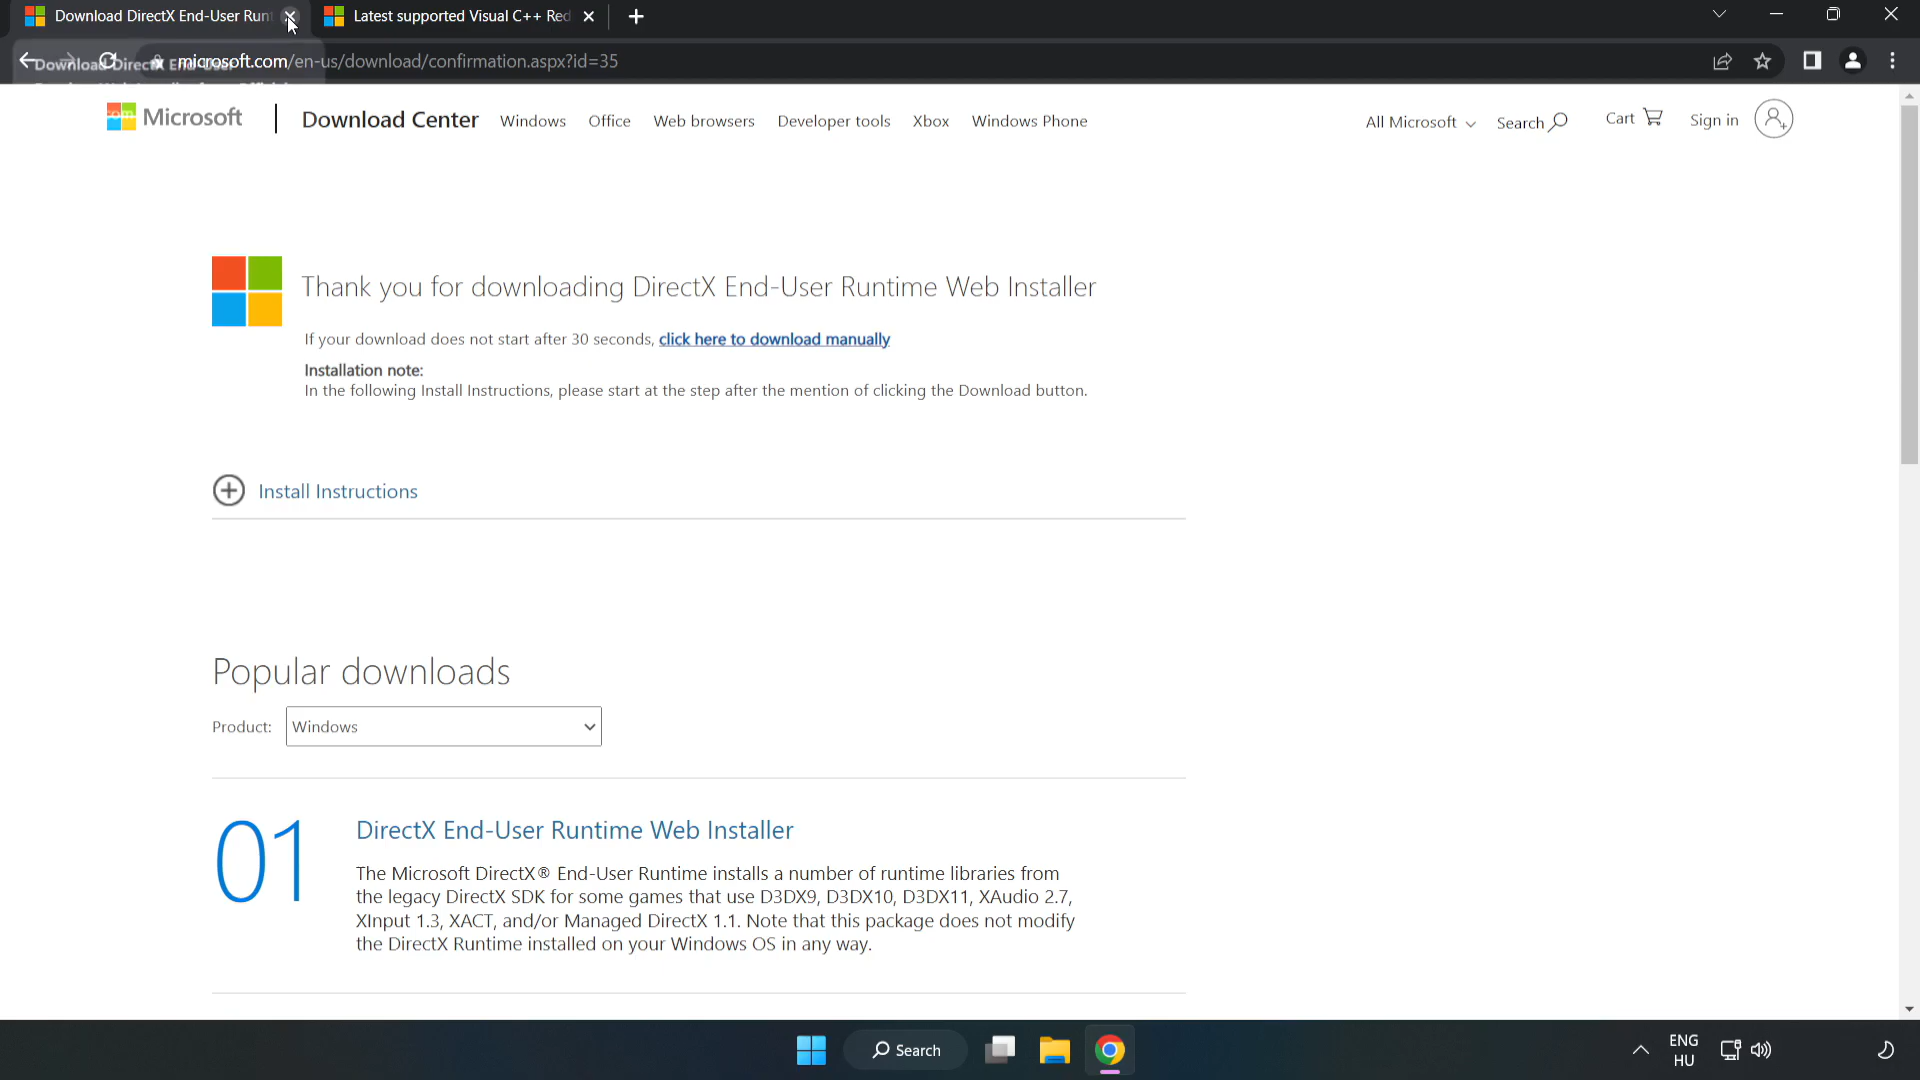 Download DirectX End-User Runt
Latest supported Visual C++ Red
microsoft.com/en-us/download/confirmation.aspx?id=35
Download DirectX End-User
Microsoft
Download Center
Windows
Office
Web browsers
Developer tools
Xbox
Windows Phone
All Microsoft
Search
Cart
Sign in
Thank you for downloading DirectX End-User Runtime Web Installer
If your download does not start after 30 seconds, click here to download manually
Installation note:
In the following Install Instructions, please start at the step after the mention of clicking the Download button.
Install Instructions
Popular downloads
Product: Windows
01
DirectX End-User Runtime Web Installer
The Microsoft DirectX® End-User Runtime installs a number of runtime libraries from
the legacy DirectX SDK for some games that use D3DX9, D3DX10, D3DX11, XAudio 2.7,
XInput 1.3, XACT, and/or Managed DirectX 1.1. Note that this package does not modify
the DirectX Runtime installed on your Windows OS in any way.
Search
ENG
HU